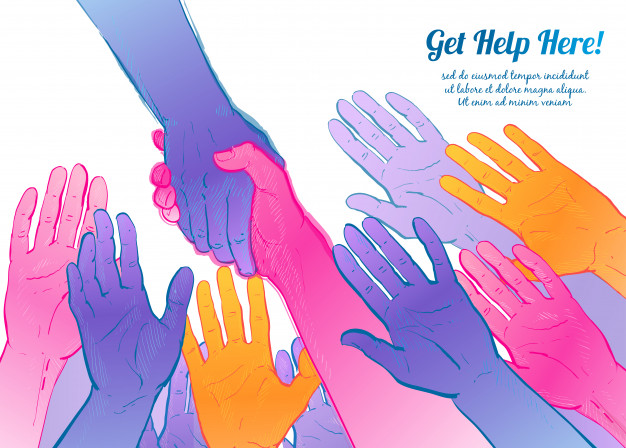 Get Help Here!
sed do eiusmod tempor incididunt
ut labore et dolore magna aliqua.
Ut enim ad minim veniam